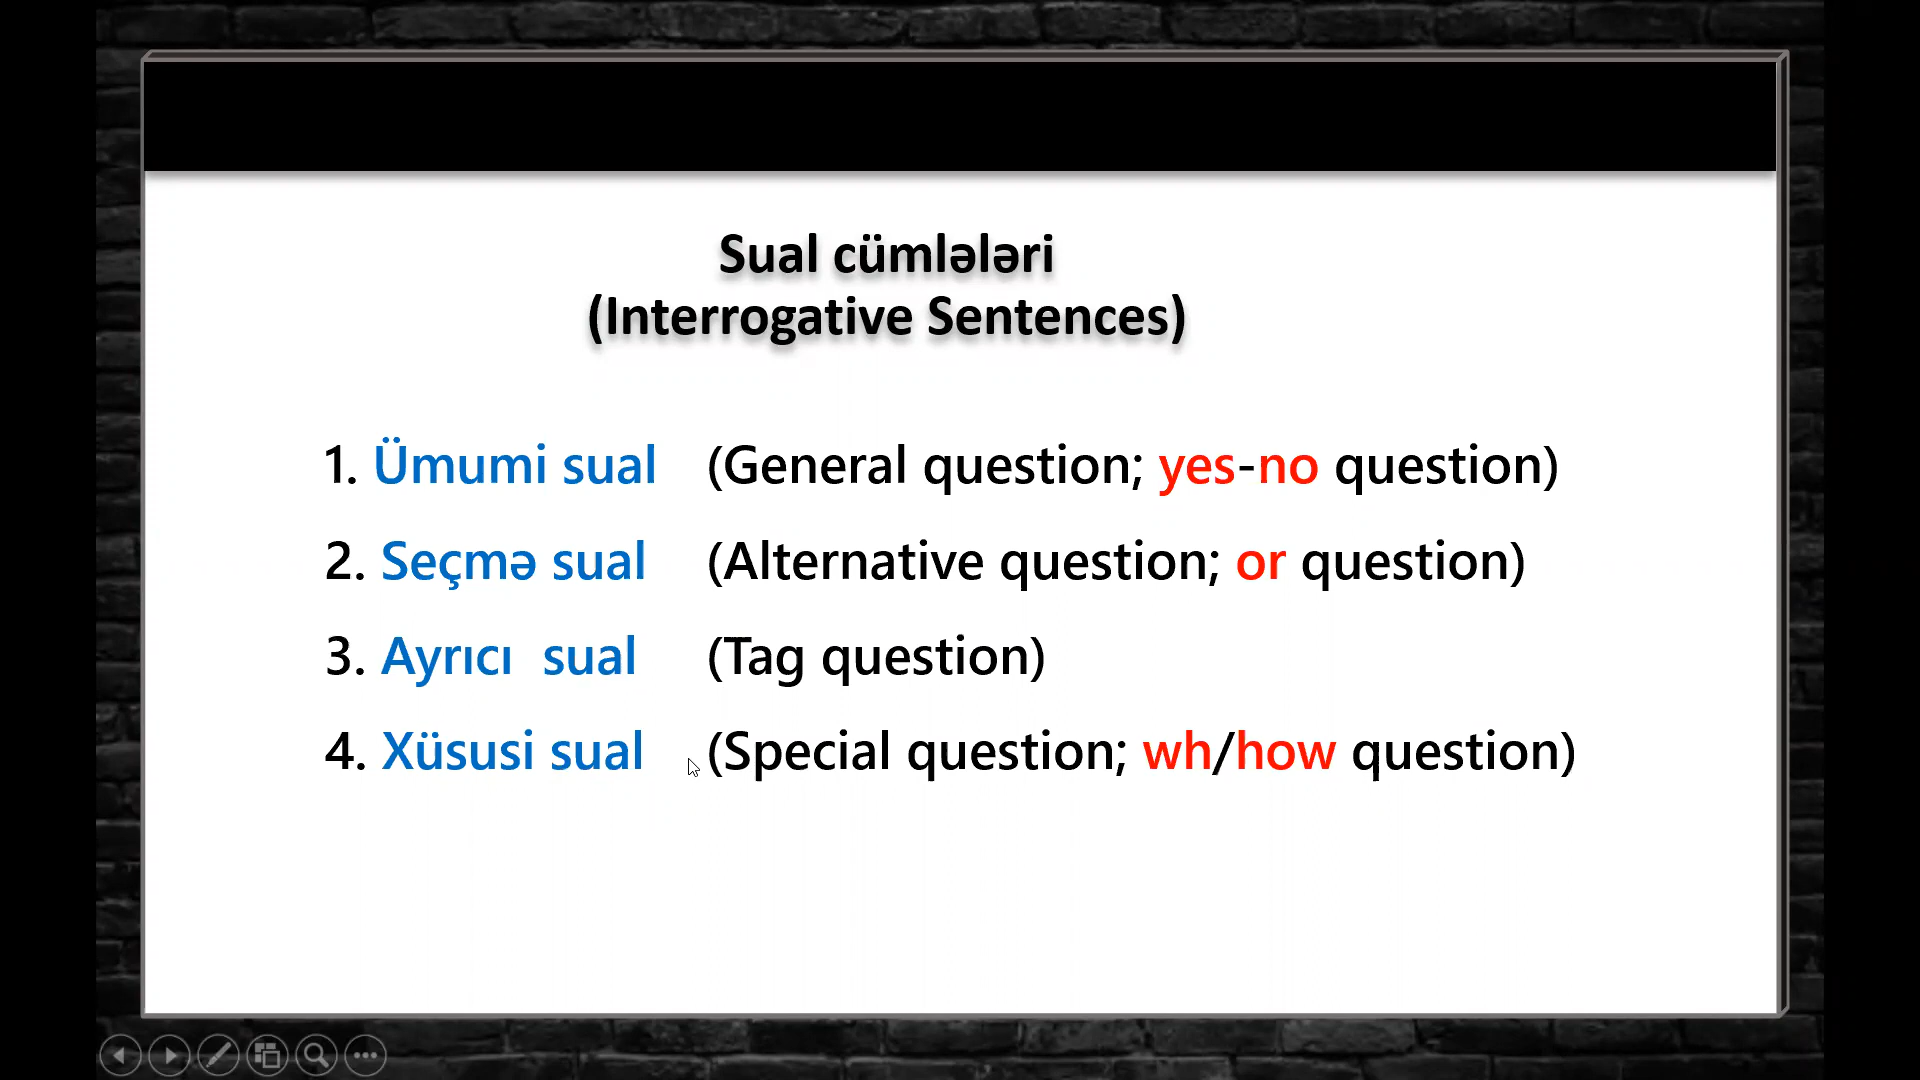 Sual cümlələri
(Interrogative Sentences)
1. Ümumi sual (General question; yes-no question)
2. Seçmə sual (Alternative question; or question)
3. Ayrıcı sual (Tag question)
4. Xüsusi sual (Special question; wh/how question)